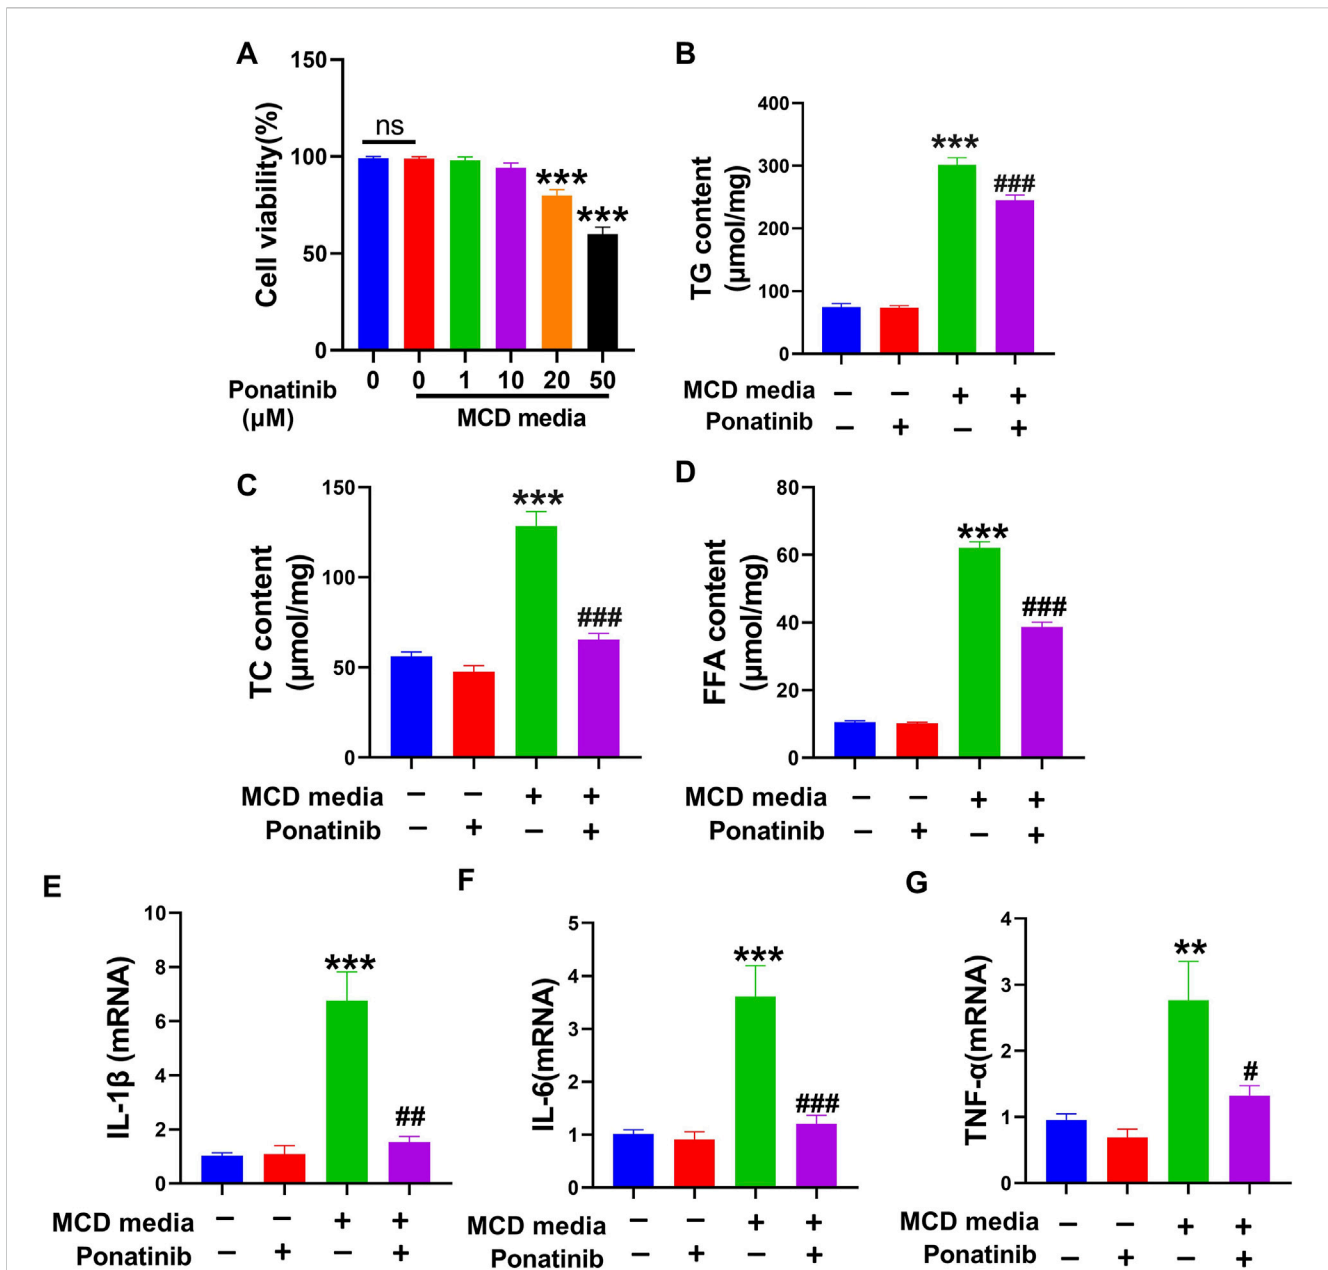 A
Cell viability(%)
150
100
50
0
ns
***
***
Ponatinib
(μM)
0 0 1 10 20 50
MCD media
B
TG content
(μmol/mg)
400
300
200
100
0
***
###
MCD media – – + +
Ponatinib – + – +
C
TC content
(μmol/mg)
150
100
50
0
***
###
MCD media – – + +
Ponatinib – + – +
D
FFA content
(μmol/mg)
80
60
40
20
0
***
###
MCD media – – + +
Ponatinib – + – +
E
IL-1β (mRNA)
10
8
6
4
2
0
***
##
MCD media – – + +
Ponatinib – + – +
F
IL-6(mRNA)
5
4
3
2
1
0
***
###
MCD media – – + +
Ponatinib – + – +
G
TNF-α(mRNA)
4
3
2
1
0
**
#
MCD media – – + +
Ponatinib – + – +